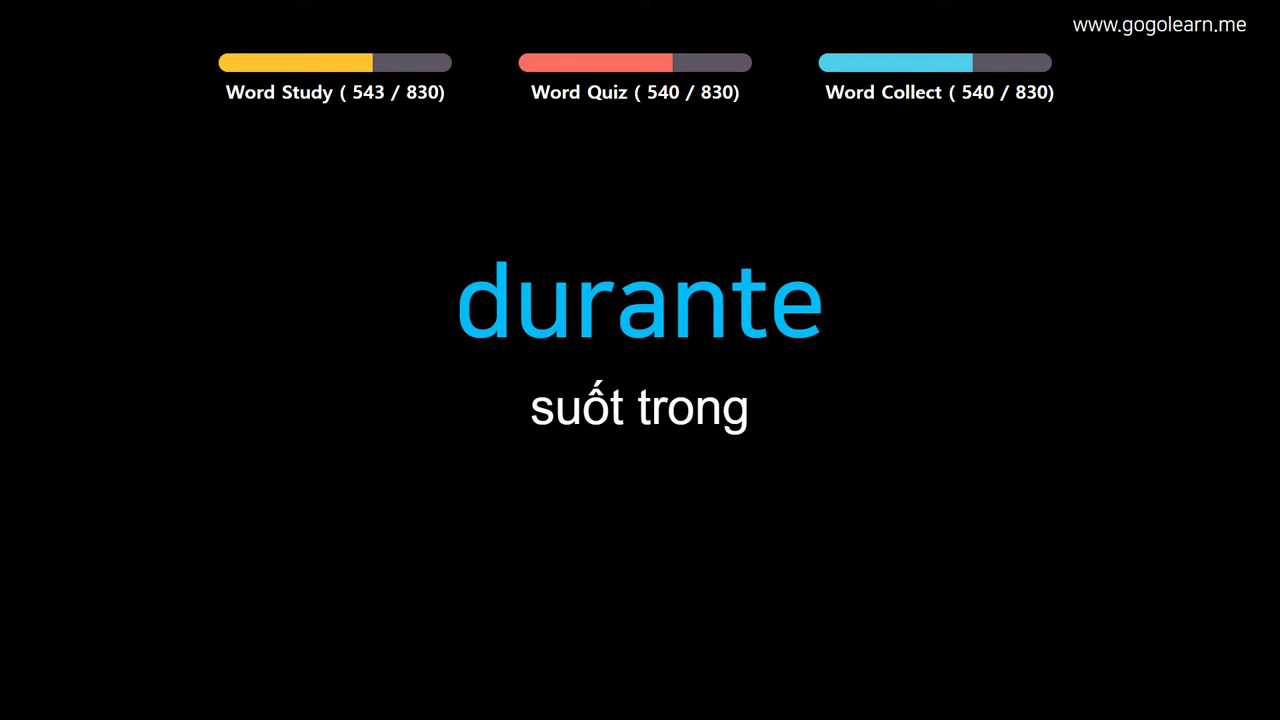 www.gogolearn.me
Word Study ( 543 / 830)
Word Quiz ( 540 / 830)
Word Collect ( 540 / 830)
durante
suốt trong